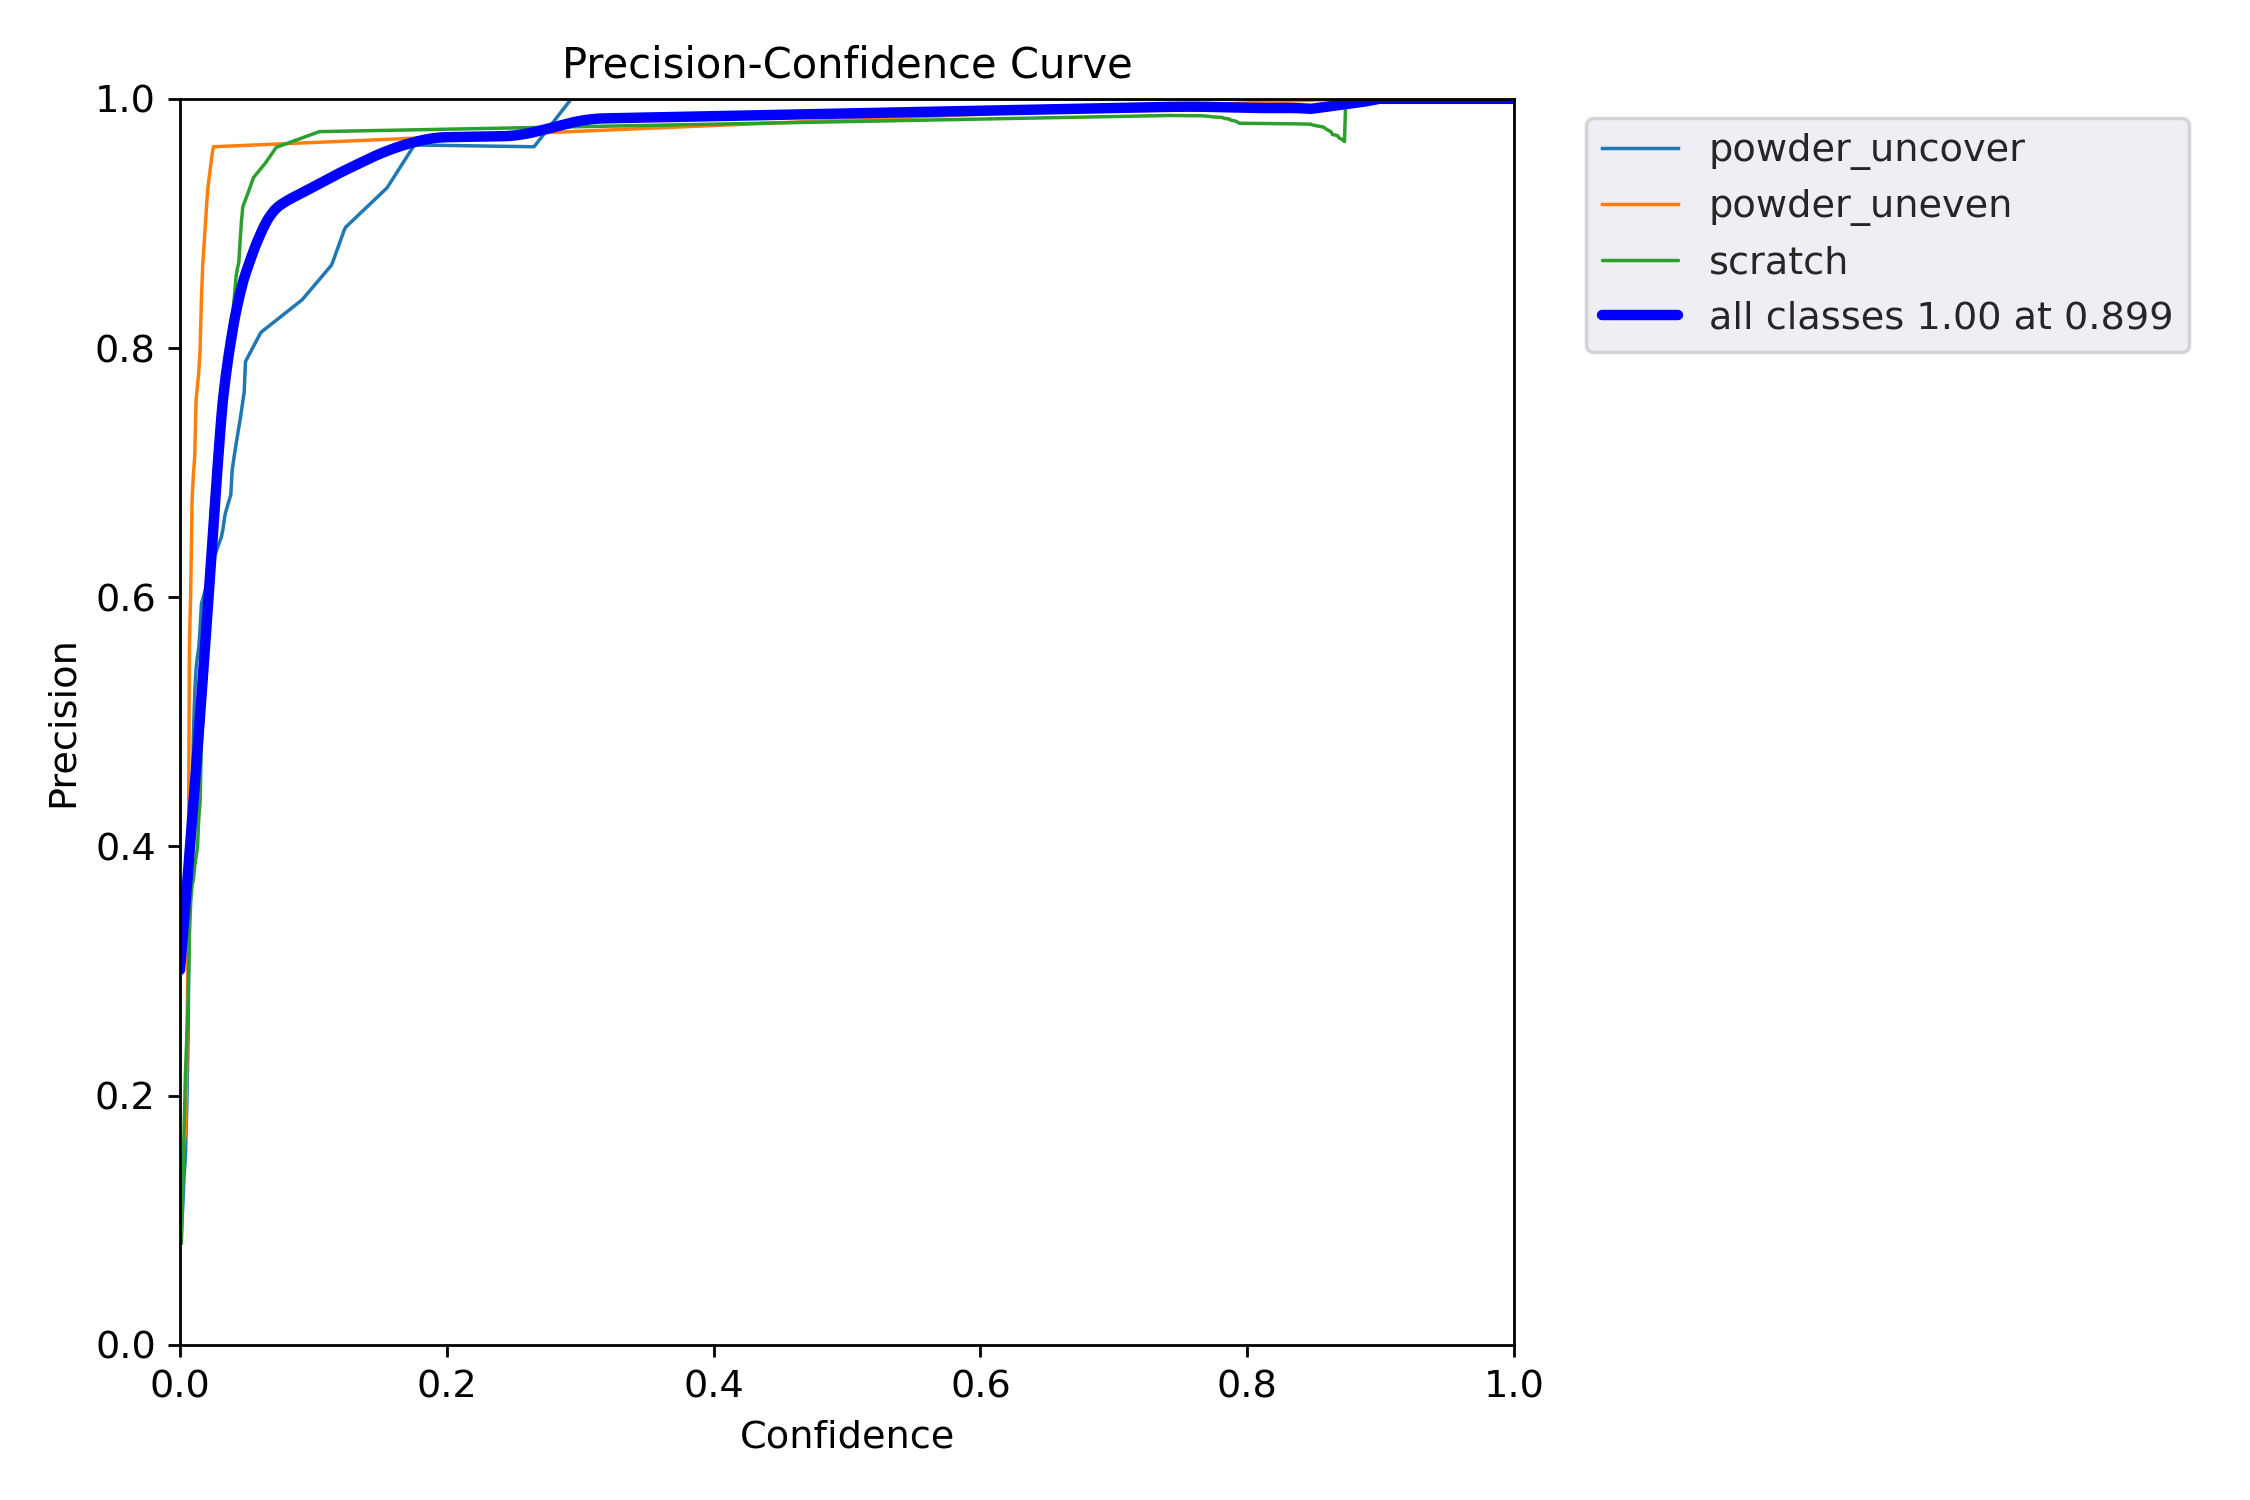 Precision-Confidence Curve
1.0
0.8
0.6
0.4
0.2
0.0
Precision
0.0 0.2 0.4 0.6 0.8 1.0
Confidence
powder_uncover
powder_uneven
scratch
all classes 1.00 at 0.899